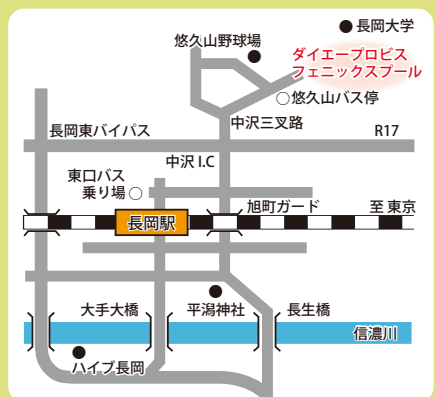 長岡大学
悠久山野球場
ダイエープロビス
フェニックスプール
悠久山バス停
中沢三叉路
長岡東バイパス
R17
中沢 I.C
東口バス
乗り場
旭町ガード
至 東京
長岡駅
大手大橋
平潟神社
長生橋
信濃川
ハイブ長岡